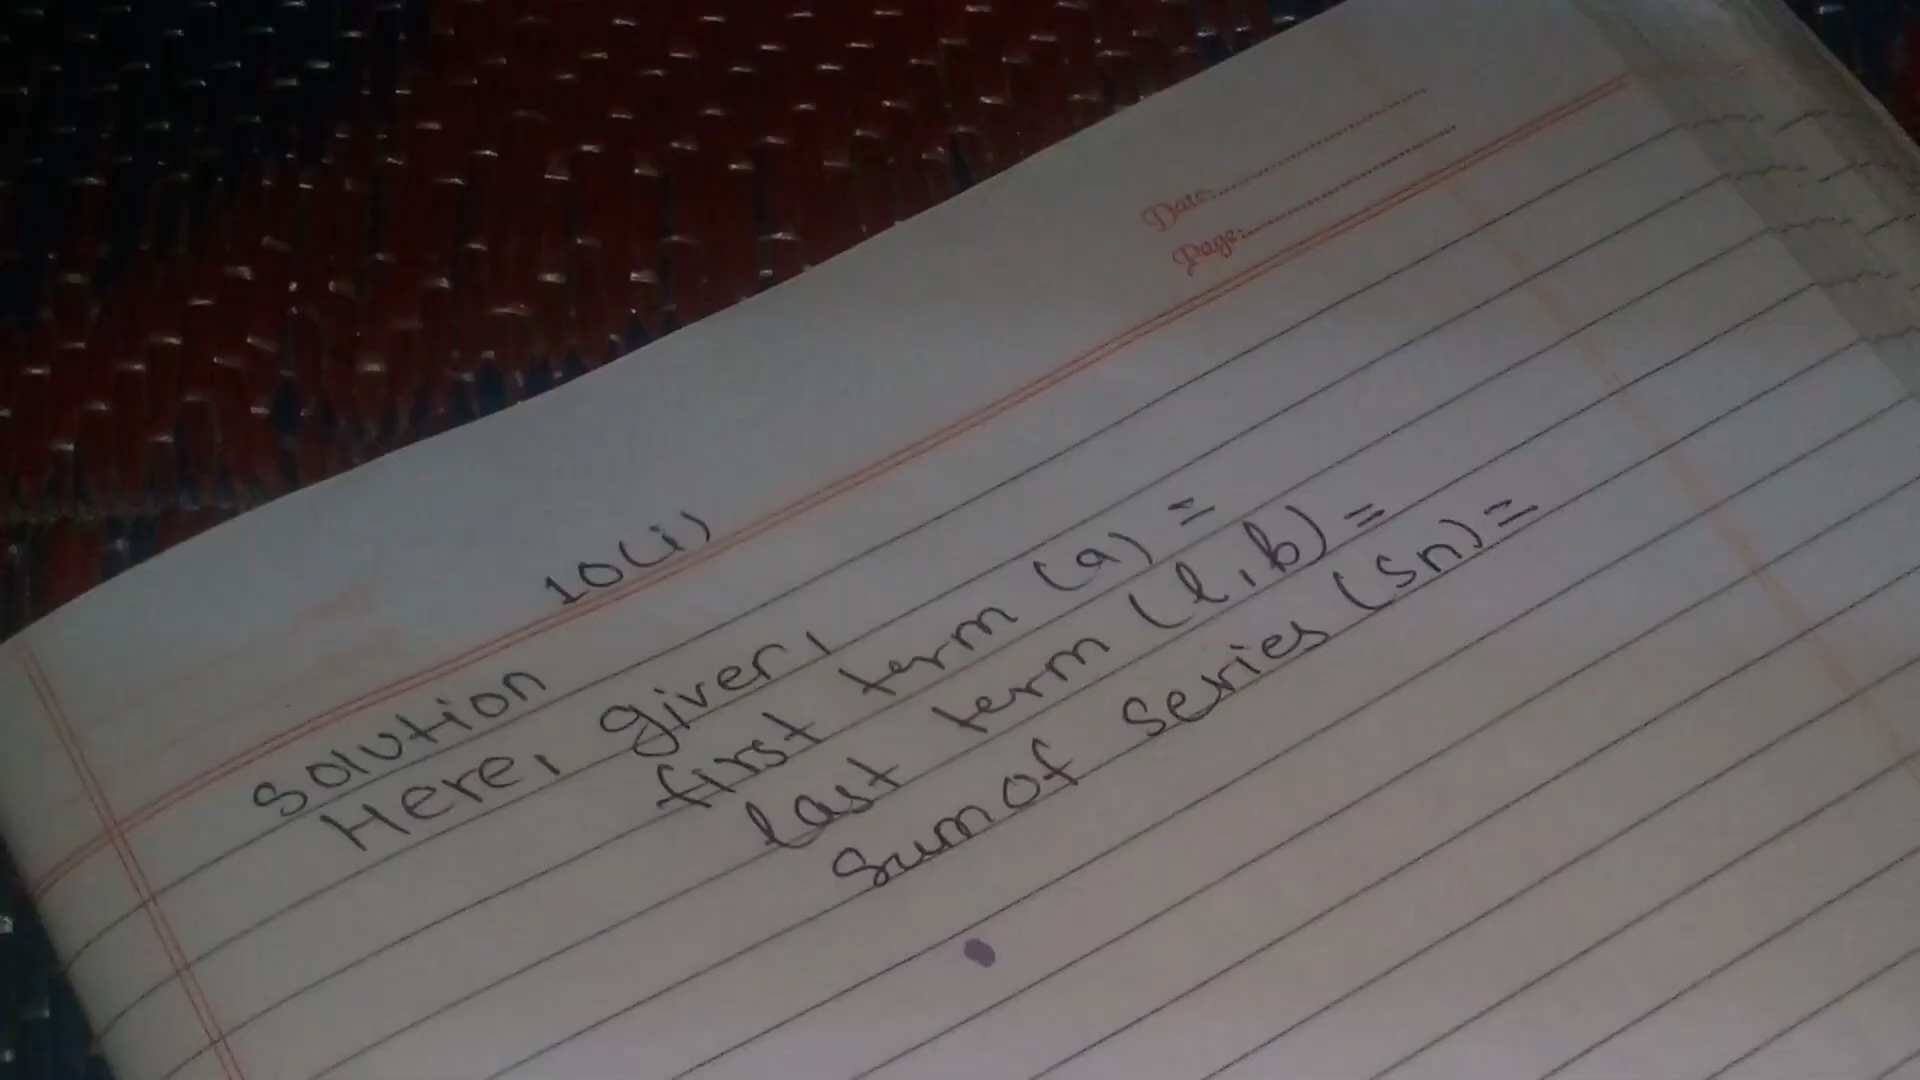 Date:
Page:
10(i)
Solution
Here, given,
first term (a) =
last term (l, b) =
Sum of series (Sn) =